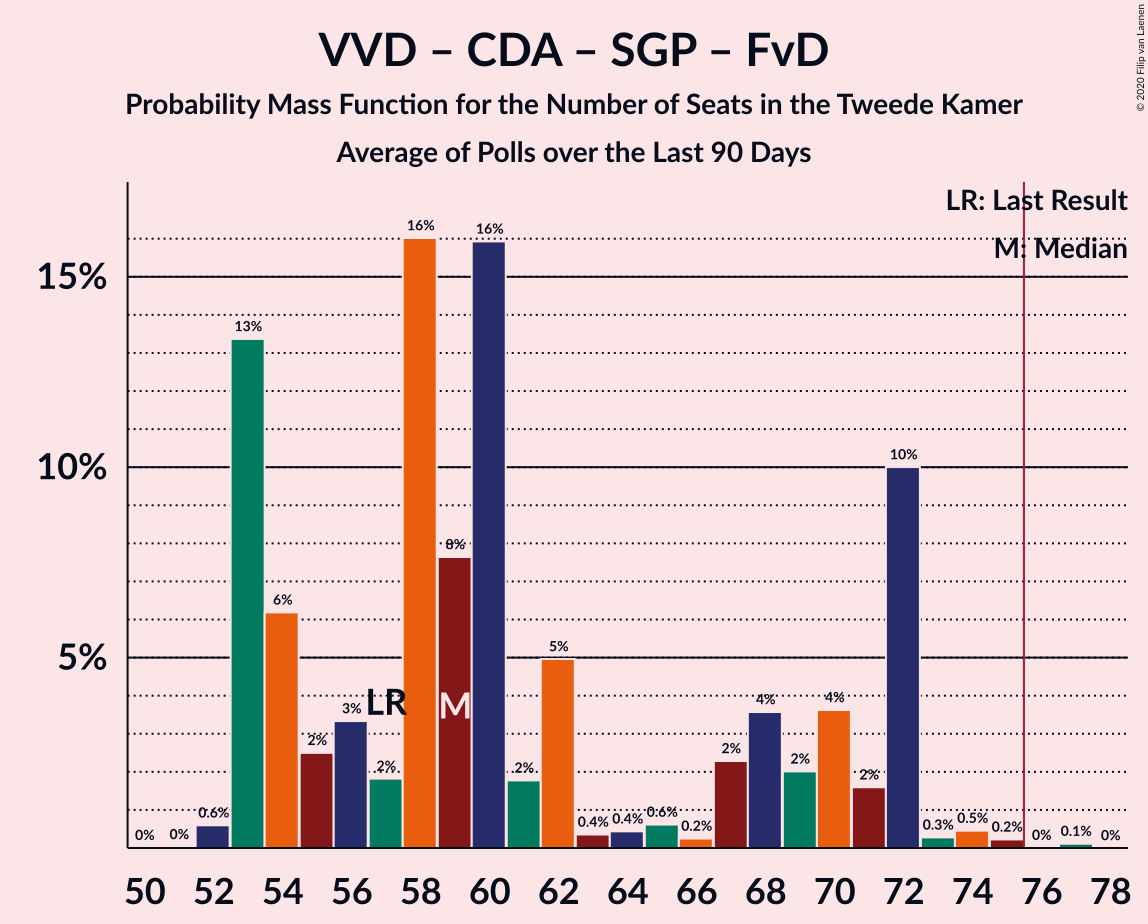 VVD – CDA – SGP – FvD
Probability Mass Function for the Number of Seats in the Tweede Kamer
Average of Polls over the Last 90 Days
© 2020 Filip van Laenen
LR: Last Result
M: Median
15%
10%
5%
0% 0% 0.6% 13% 6% 2% 3% 2% 16% 8% 16% 2% 5% 0.4% 0.4% 0.6% 0.2% 2% 4% 2% 4% 2% 10% 0.3% 0.5% 0.2% 0% 0.1% 0%
LR M
50 52 54 56 58 60 62 64 66 68 70 72 74 76 78